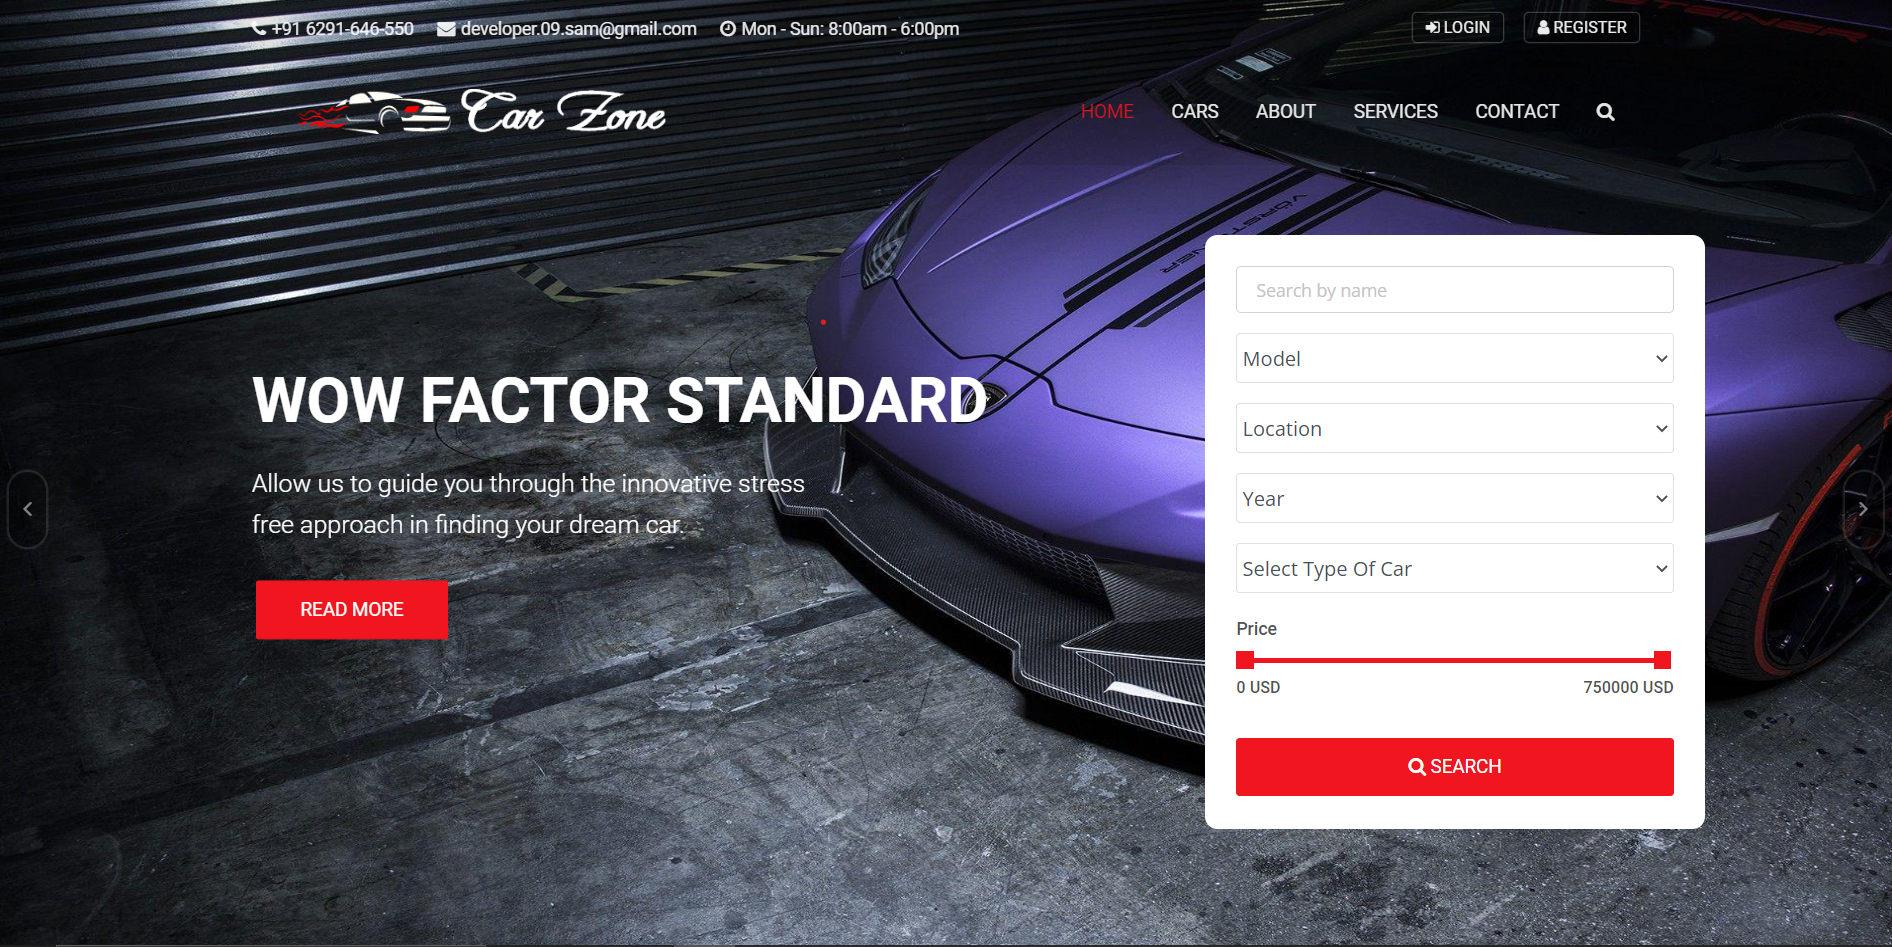 +91 6291-646-550 developer.09.sam@gmail.com Mon - Sun: 8:00am - 6:00pm LOGIN REGISTER
Car Zone HOME CARS ABOUT SERVICES CONTACT
VORSTEINER
WOW FACTOR STANDARD
Allow us to guide you through the innovative stress
free approach in finding your dream car.
READ MORE
Search by name
Model
Location
Year
Select Type Of Car
Price
0 USD 750000 USD
SEARCH